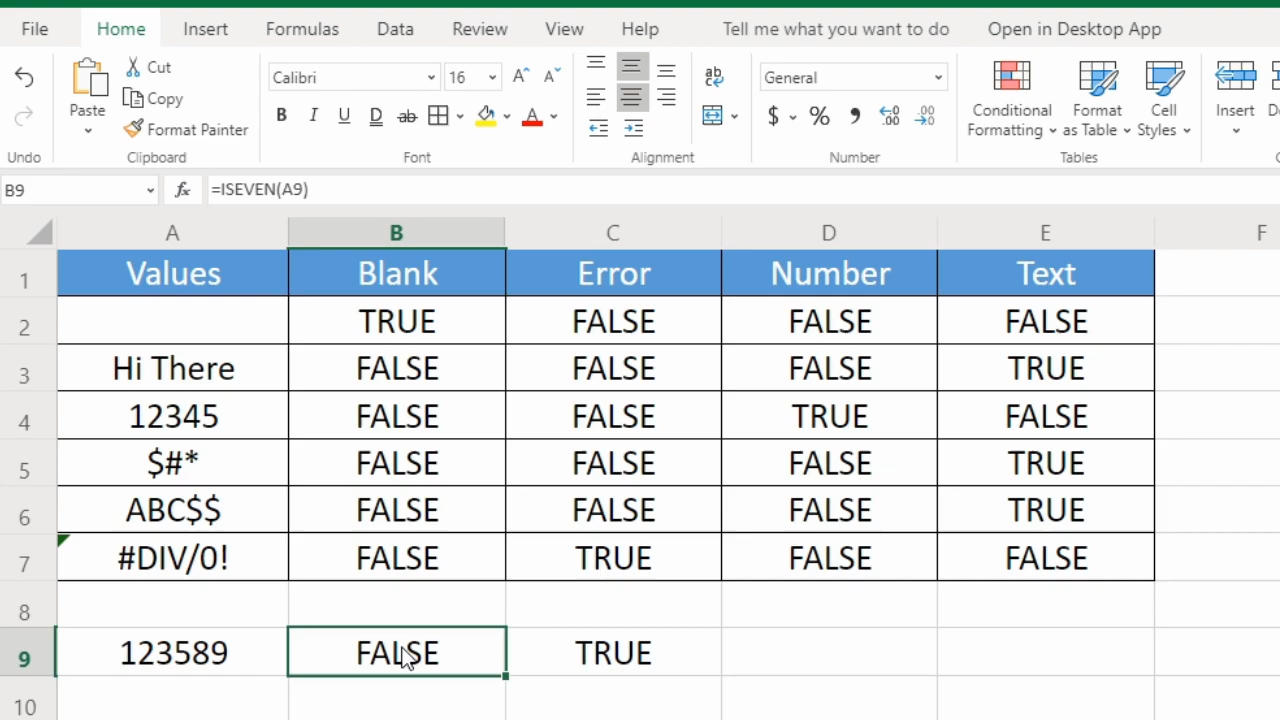 File Home Insert Formulas Data Review View Help Tell me what you want to do Open in Desktop App
Paste Cut Copy Format Painter
Calibri 16 A A
B I U D ab A
ab c
General
$ % , .00 .00
Conditional Formatting Format as Table Cell Styles Insert
Undo Clipboard Font Alignment Number Tables
B9 fx =ISEVEN(A9)
A B C D E F
1 Values Blank Error Number Text
2 TRUE FALSE FALSE FALSE
3 Hi There FALSE FALSE FALSE TRUE
4 12345 FALSE FALSE TRUE FALSE
5 $#* FALSE FALSE FALSE TRUE
6 ABC$$ FALSE FALSE FALSE TRUE
7 #DIV/0! FALSE TRUE FALSE FALSE
8
9 123589 FALSE TRUE
10